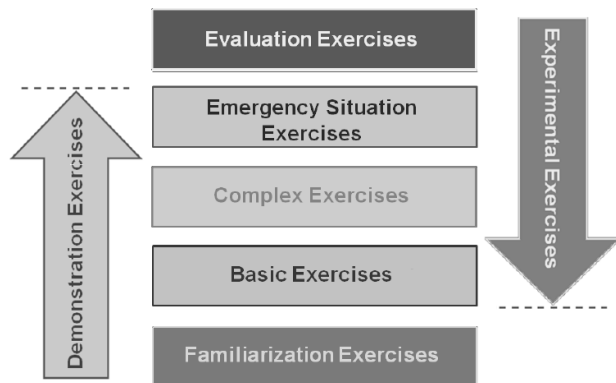 Evaluation Exercises
Emergency Situation
Exercises
Complex Exercises
Basic Exercises
Familiarization Exercises
Demonstration Exercises
Experimental Exercises